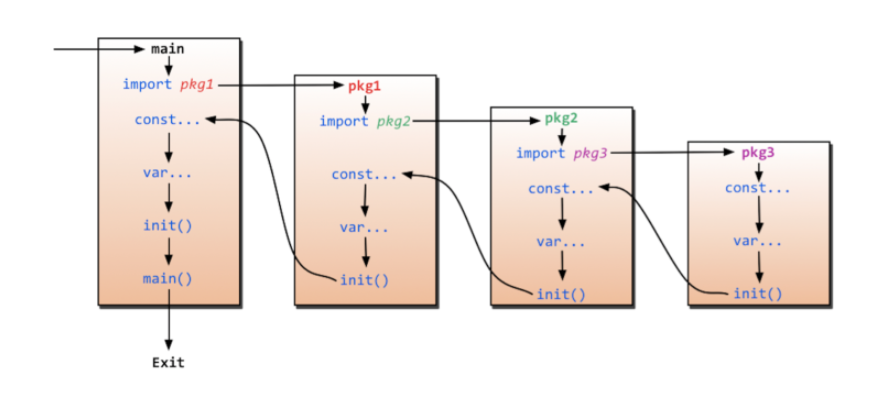 main
import pkg1
const...
var...
init()
main()
Exit
pkg1
import pkg2
const...
var...
init()
pkg2
import pkg3
const...
var...
init()
pkg3
const...
var...
init()